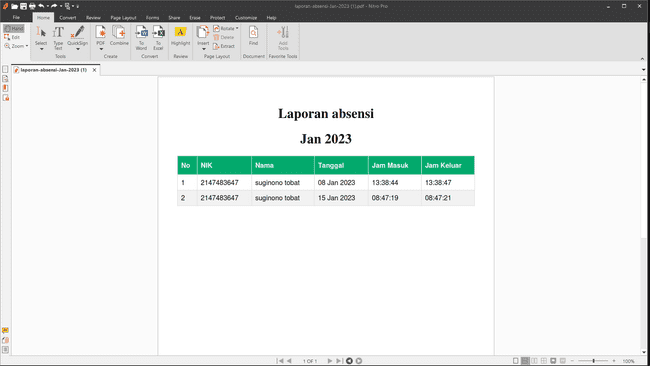 laporan absensi-Jan-2023 (1).pdf - Nitro Pro
File Home Convert Review Page Layout Forms Share Erase Protect Customise Help
Hand
Edit
Zoom
Select
Type Text
QuickSign
Tools
PDF
Combine
Create
To Word
To Excel
Convert
Highlight
Review
Insert
Rotate
Delete
Extract
Page Layout
Find
Document
Add Tools
Favorite Tools
laporan-absensi-Jan-2023 (1)
Laporan absensi
Jan 2023
No NIK Nama Tanggal Jam Masuk Jam Keluar
1 2147483647 suginono tobat 08 Jan 2023 13:38:44 13:38:47
2 2147483647 suginono tobat 15 Jan 2023 08:47:19 08:47:21
1 OF 1
100%